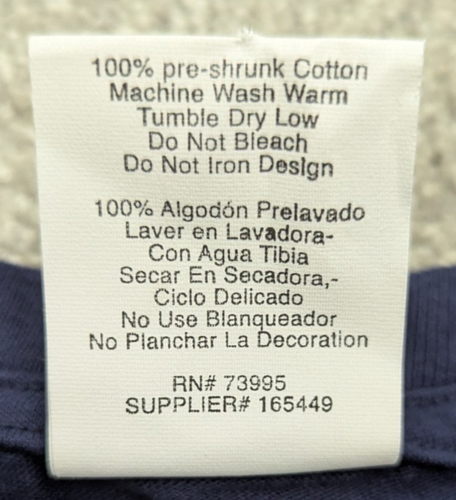 100% pre-shrunk Cotton
Machine Wash Warm
Tumble Dry Low
Do Not Bleach
Do Not Iron Design
100% Algodón Prelavado
Laver en Lavadora-
Con Agua Tibia
Secar En Secadora,-
Ciclo Delicado
No Use Blanqueador
No Planchar La Decoration
RN# 73995
SUPPLIER# 165449